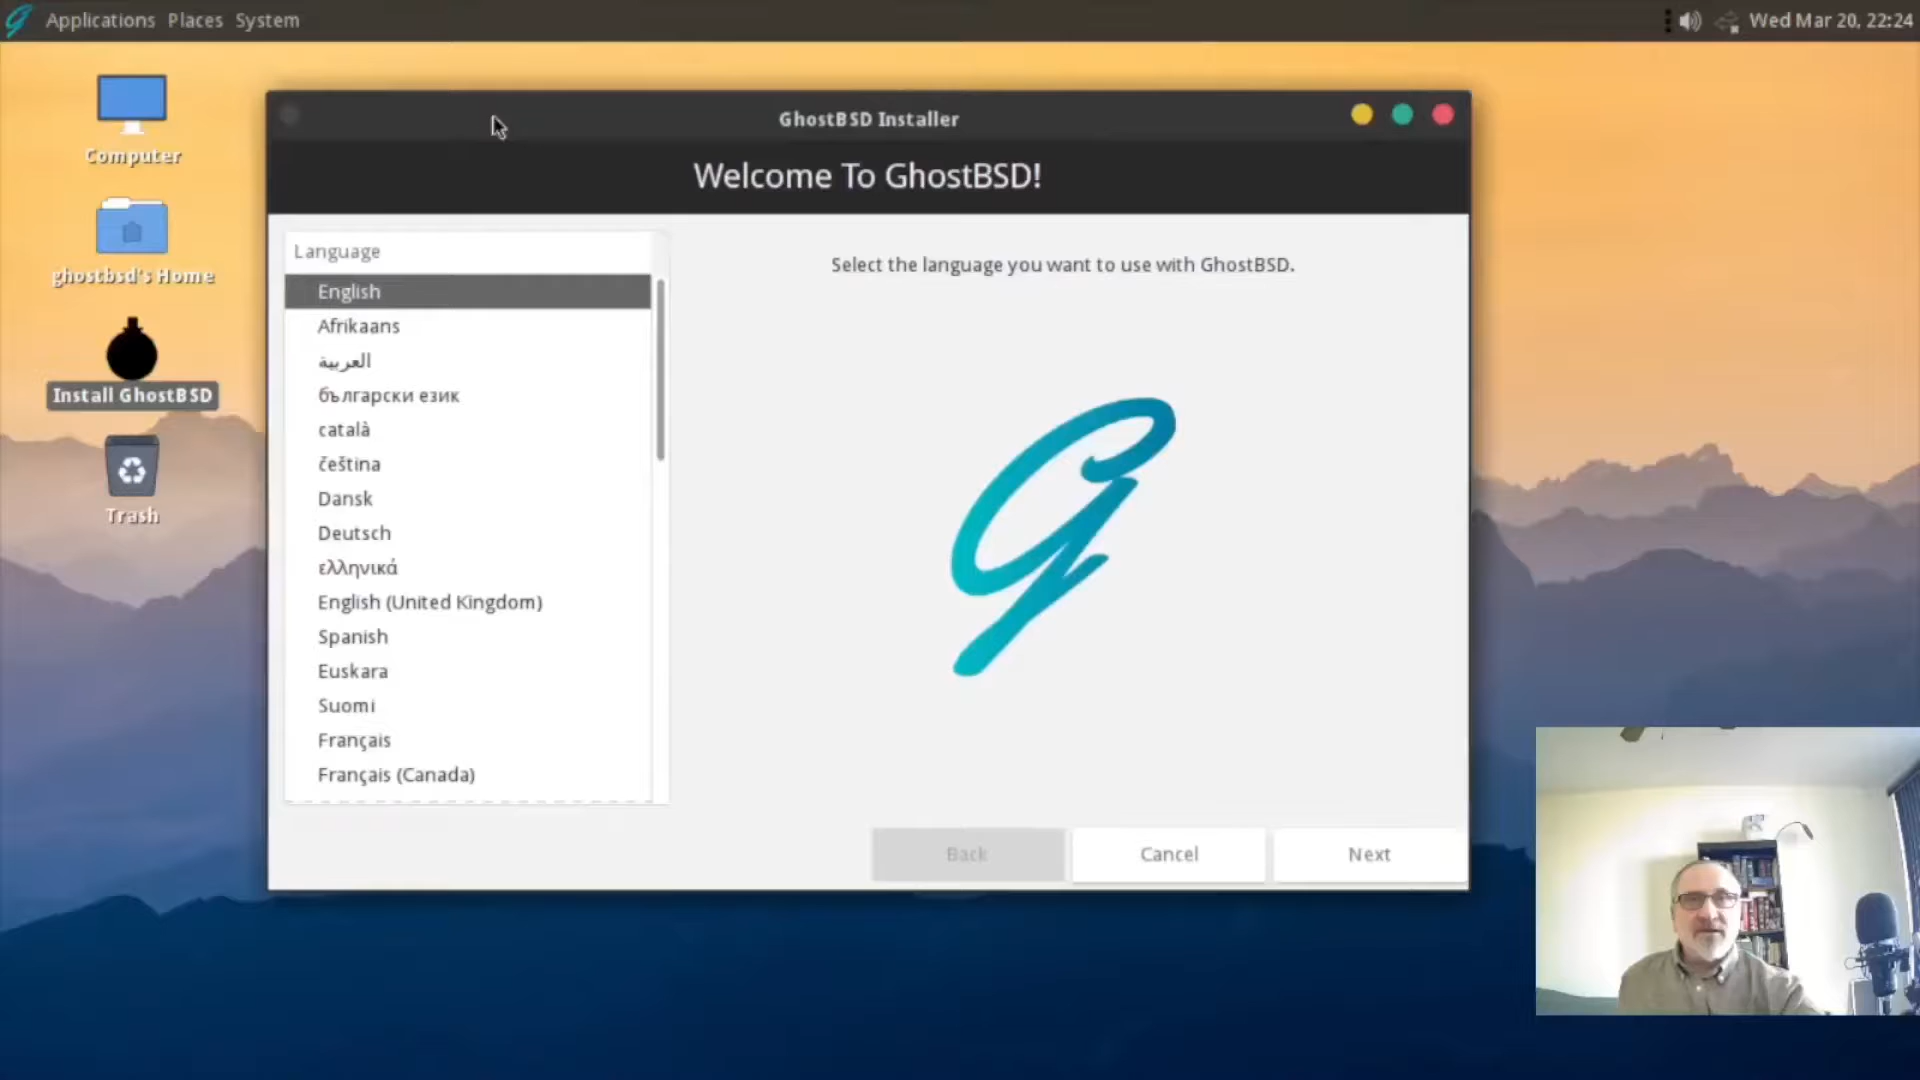 Applications Places System
Wed Mar 20, 22:24
Computer
ghostbsd's Home
Install GhostBSD
Trash
GhostBSD Installer
Welcome To GhostBSD!
Language
English
Afrikaans
العربية
български език
català
čeština
Dansk
Deutsch
ελληνικά
English (United Kingdom)
Spanish
Euskara
Suomi
Français
Français (Canada)
Select the language you want to use with GhostBSD.
Back
Cancel
Next